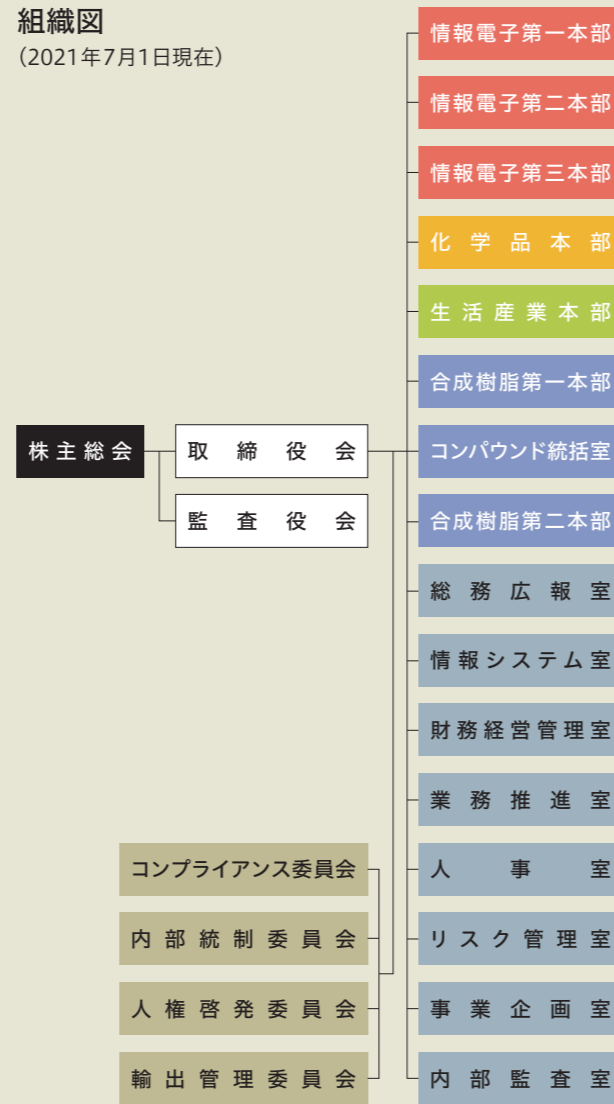 組織図
（2021年7月1日現在）
情報電子第一本部
情報電子第二本部
情報電子第三本部
化学品本部
生活産業本部
合成樹脂第一本部
株主総会
取締役会
コンパウンド統括室
監査役会
合成樹脂第二本部
総務広報室
情報システム室
財務経営管理室
業務推進室
コンプライアンス委員会
人事室
内部統制委員会
リスク管理室
人権啓発委員会
事業企画室
輸出管理委員会
内部監査室